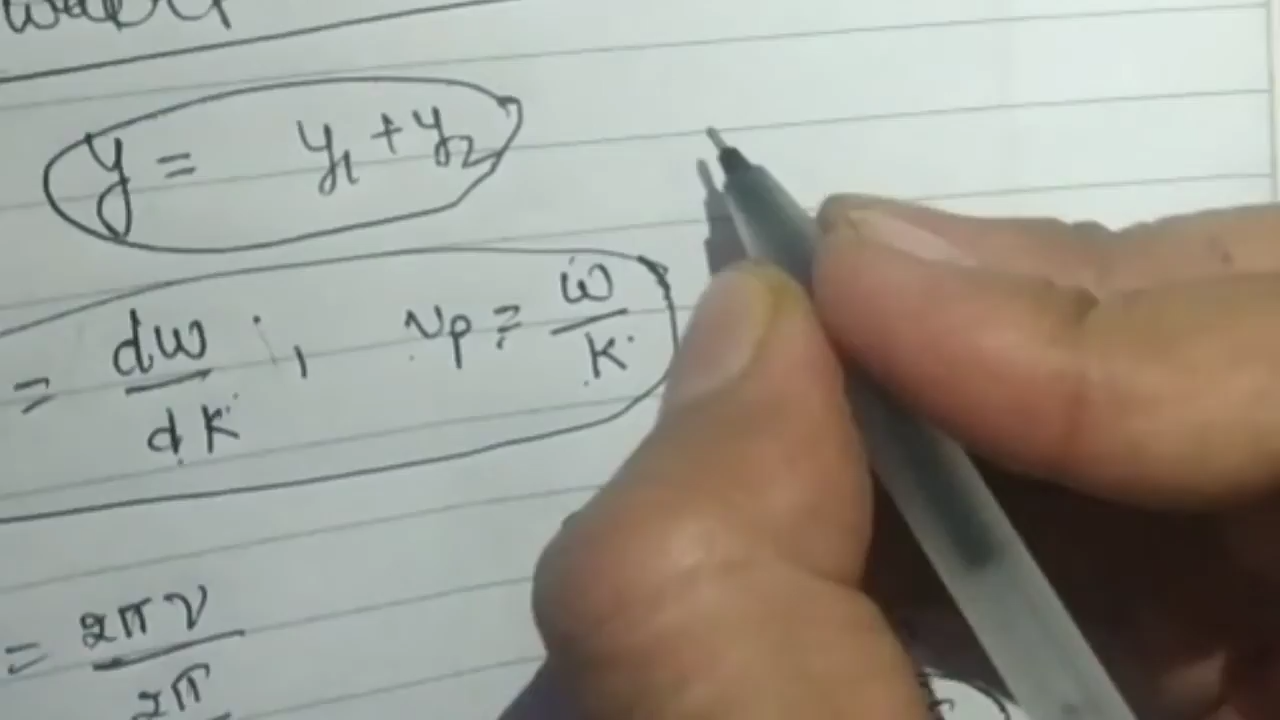 y = y₁ + y₂
= dω/dk , vp = ω/k
= 2πν/2π